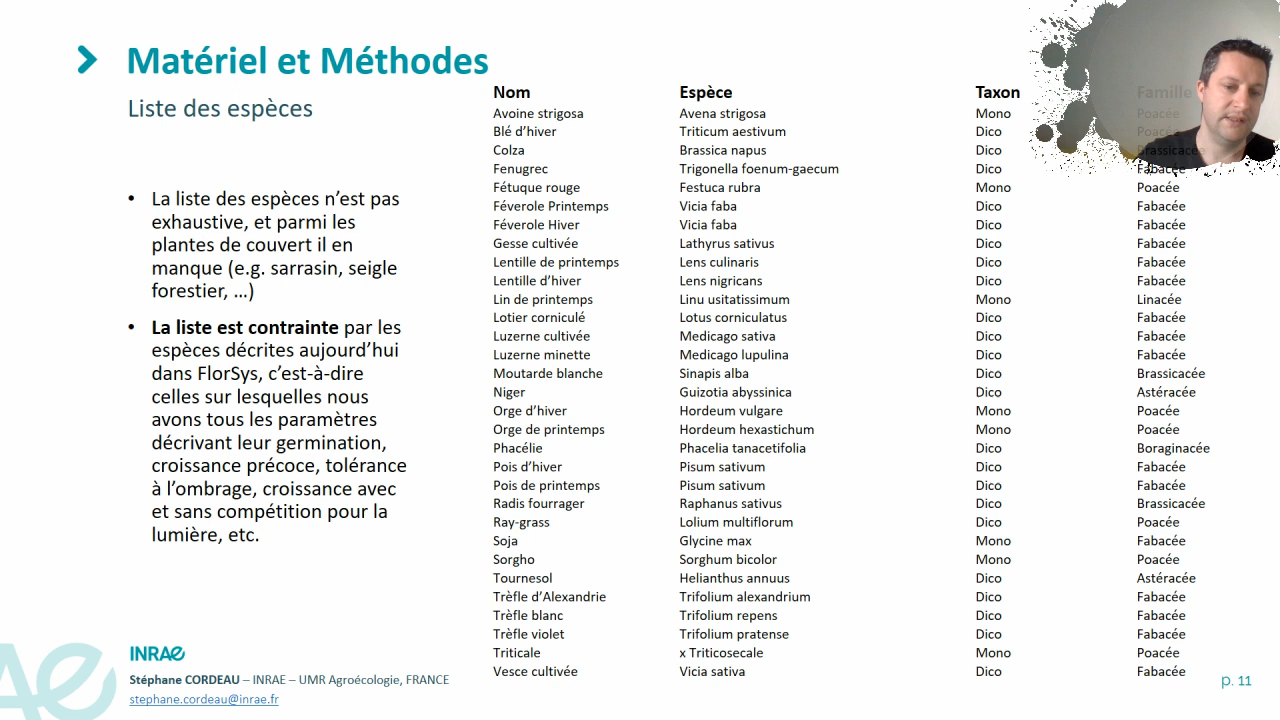 Matériel et Méthodes
Liste des espèces
• La liste des espèces n’est pas
exhaustive, et parmi les
plantes de couvert il en
manque (e.g. sarrasin, seigle
forestier, …)
• La liste est contrainte par les
espèces décrites aujourd’hui
dans FlorSys, c’est-à-dire
celles sur lesquelles nous
avons tous les paramètres
décrivant leur germination,
croissance précoce, tolérance
à l’ombrage, croissance avec
et sans compétition pour la
lumière, etc.
Nom Espèce Taxon Famille
Avoine strigosa Avena strigosa Mono Poacée
Blé d’hiver Triticum aestivum Dico Poacée
Colza Brassica napus Dico Brassicacée
Fenugrec Trigonella foenum-gaecum Dico Fabacée
Fétuque rouge Festuca rubra Mono Poacée
Féverole Printemps Vicia faba Dico Fabacée
Féverole Hiver Vicia faba Dico Fabacée
Gesse cultivée Lathyrus sativus Dico Fabacée
Lentille de printemps Lens culinaris Dico Fabacée
Lentille d’hiver Lens nigricans Dico Fabacée
Lin de printemps Linu usitatissimum Mono Linacée
Lotier corniculé Lotus corniculatus Dico Fabacée
Luzerne cultivée Medicago sativa Dico Fabacée
Luzerne minette Medicago lupulina Dico Fabacée
Moutarde blanche Sinapis alba Dico Brassicacée
Niger Guizotia abyssinica Dico Astéracée
Orge d’hiver Hordeum vulgare Mono Poacée
Orge de printemps Hordeum hexastichum Mono Poacée
Phacélie Phacelia tanacetifolia Dico Boraginacée
Pois d’hiver Pisum sativum Dico Fabacée
Pois de printemps Pisum sativum Dico Fabacée
Radis fourrager Raphanus sativus Dico Brassicacée
Ray-grass Lolium multiflorum Dico Poacée
Soja Glycine max Mono Fabacée
Sorgho Sorghum bicolor Mono Poacée
Tournesol Helianthus annuus Dico Astéracée
Trèfle d’Alexandrie Trifolium alexandrium Dico Fabacée
Trèfle blanc Trifolium repens Dico Fabacée
Trèfle violet Trifolium pratense Dico Fabacée
Triticale x Triticosecale Mono Poacée
Vesce cultivée Vicia sativa Dico Fabacée
INRAE
Stéphane CORDEAU – INRAE – UMR Agroécologie, FRANCE
stephane.cordeau@inrae.fr
p. 11